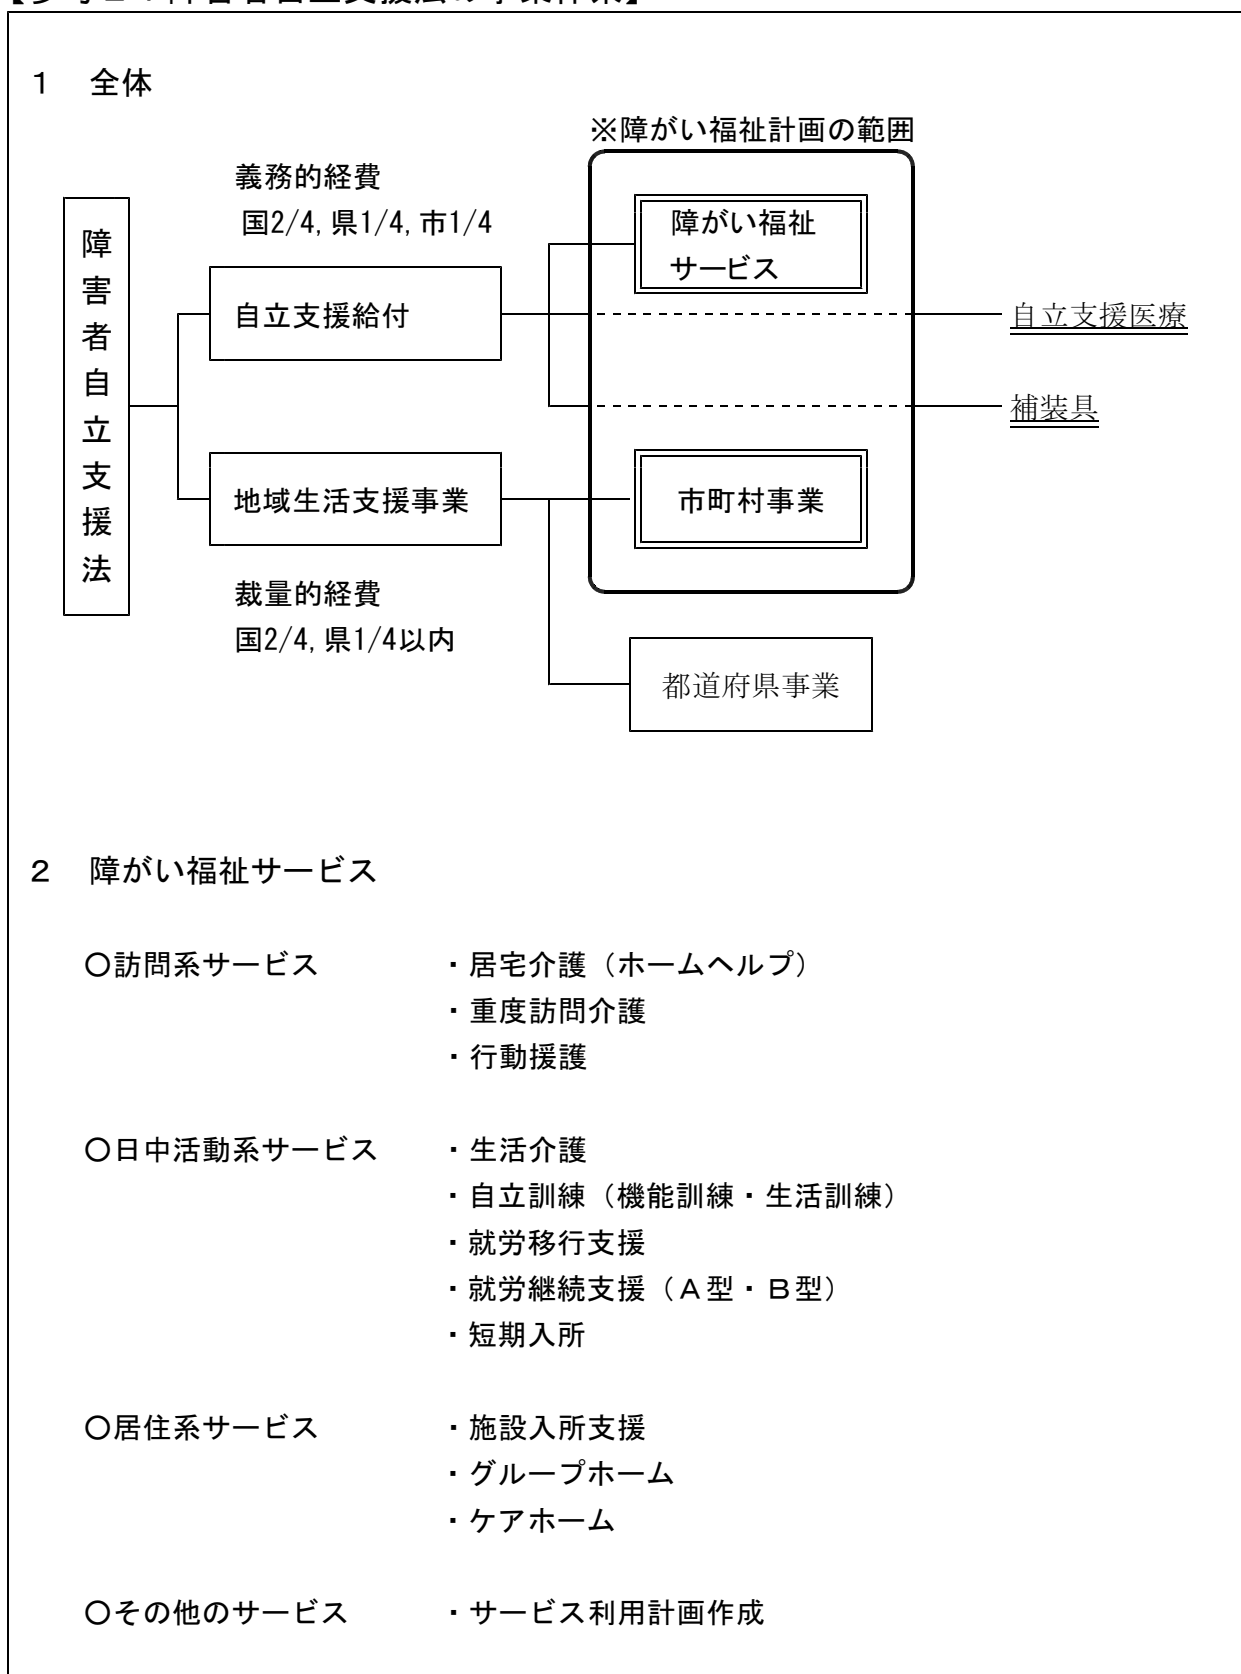 １　全体
※障がい福祉計画の範囲
義務的経費
国2/4, 県1/4, 市1/4
障害者自立支援法
障がい福祉
サービス
自立支援給付
自立支援医療
補装具
地域生活支援事業
市町村事業
裁量的経費
国2/4, 県1/4以内
都道府県事業
２　障がい福祉サービス
〇訪問系サービス　・居宅介護（ホームヘルプ）
・重度訪問介護
・行動援護
〇日中活動系サービス　・生活介護
・自立訓練（機能訓練・生活訓練）
・就労移行支援
・就労継続支援（Ａ型・Ｂ型）
・短期入所
〇居住系サービス　・施設入所支援
・グループホーム
・ケアホーム
〇その他のサービス　・サービス利用計画作成